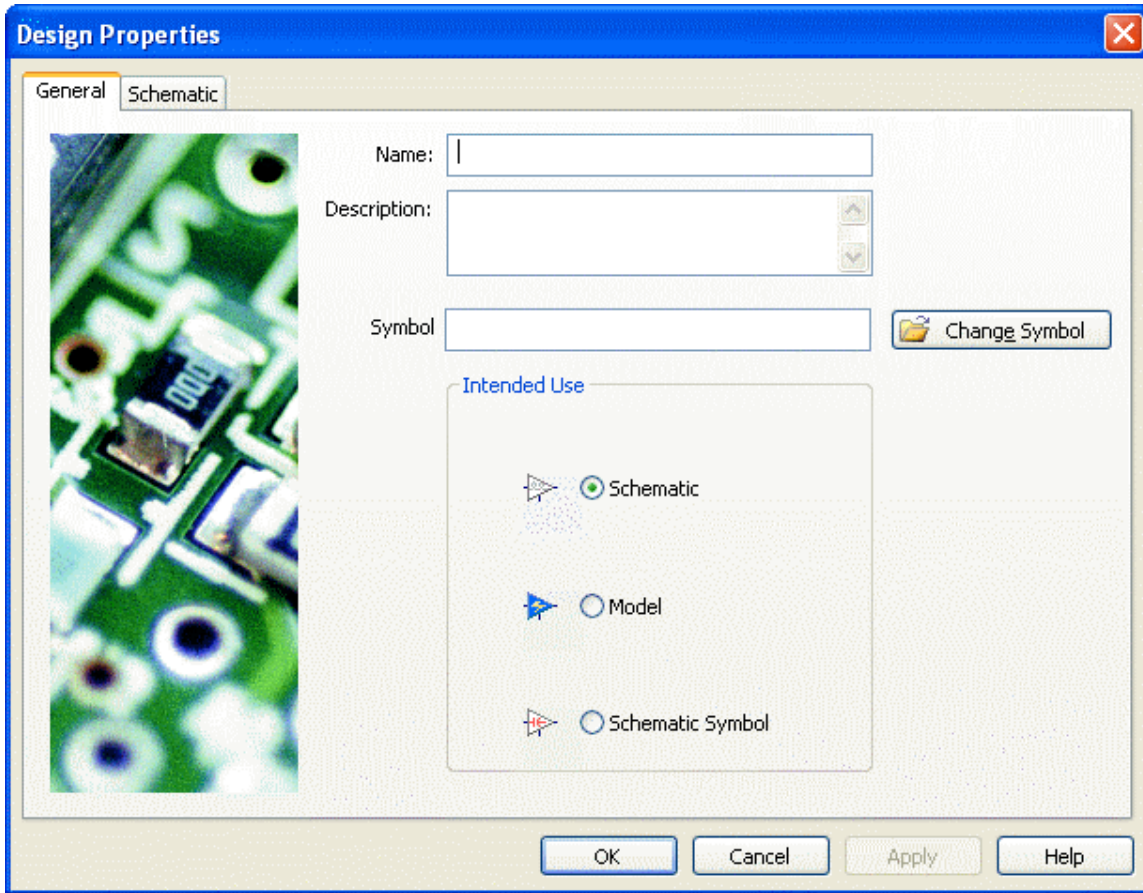 Design Properties
General Schematic
Name:
Description:
Symbol
Change Symbol
Intended Use
000
Schematic
Model
Schematic Symbol
OK Cancel Apply Help